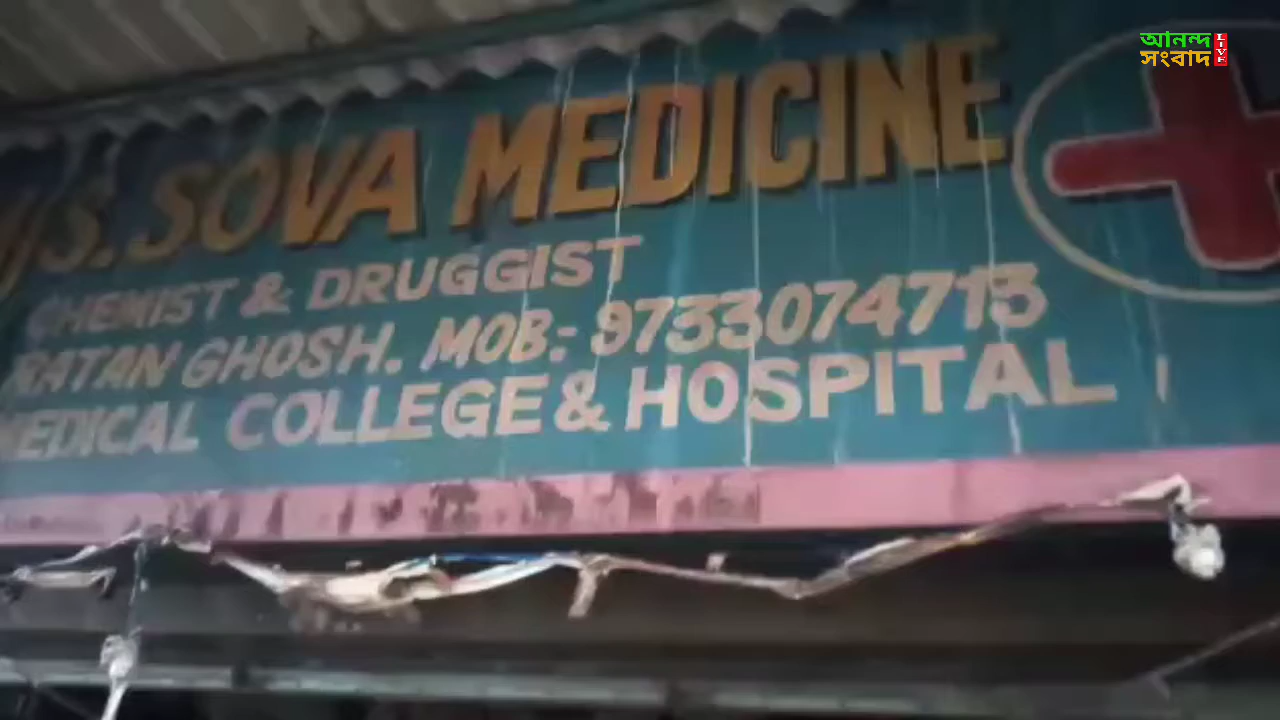 আনন্দ
সংবাদ
LIVE
M/S. SOVA MEDICINE
CHEMIST & DRUGGIST
RATAN GHOSH. MOB: 9733074713
MEDICAL COLLEGE & HOSPITAL